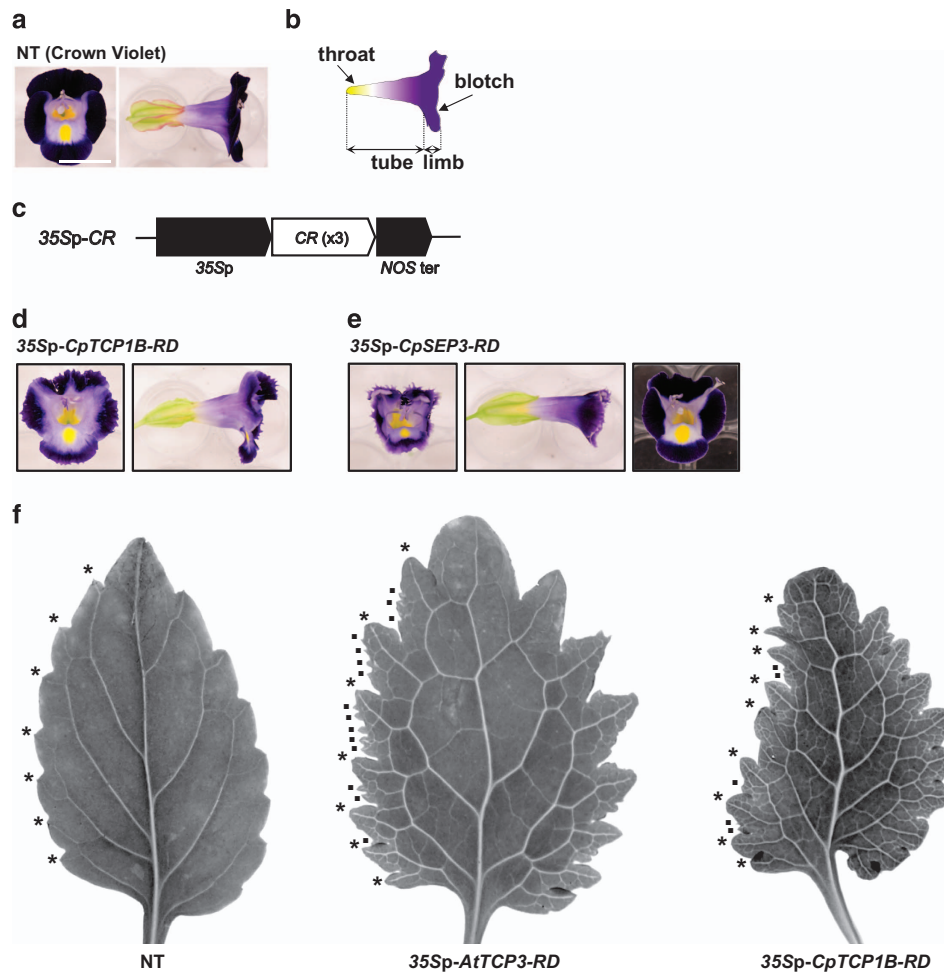 a
NT (Crown Violet)
b
throat
blotch
tube limb
c
35Sp-CR
CR (x3)
35Sp
NOS ter
d
35Sp-CpTCP1B-RD
e
35Sp-CpSEP3-RD
f
NT
35Sp-AtTCP3-RD
35Sp-CpTCP1B-RD